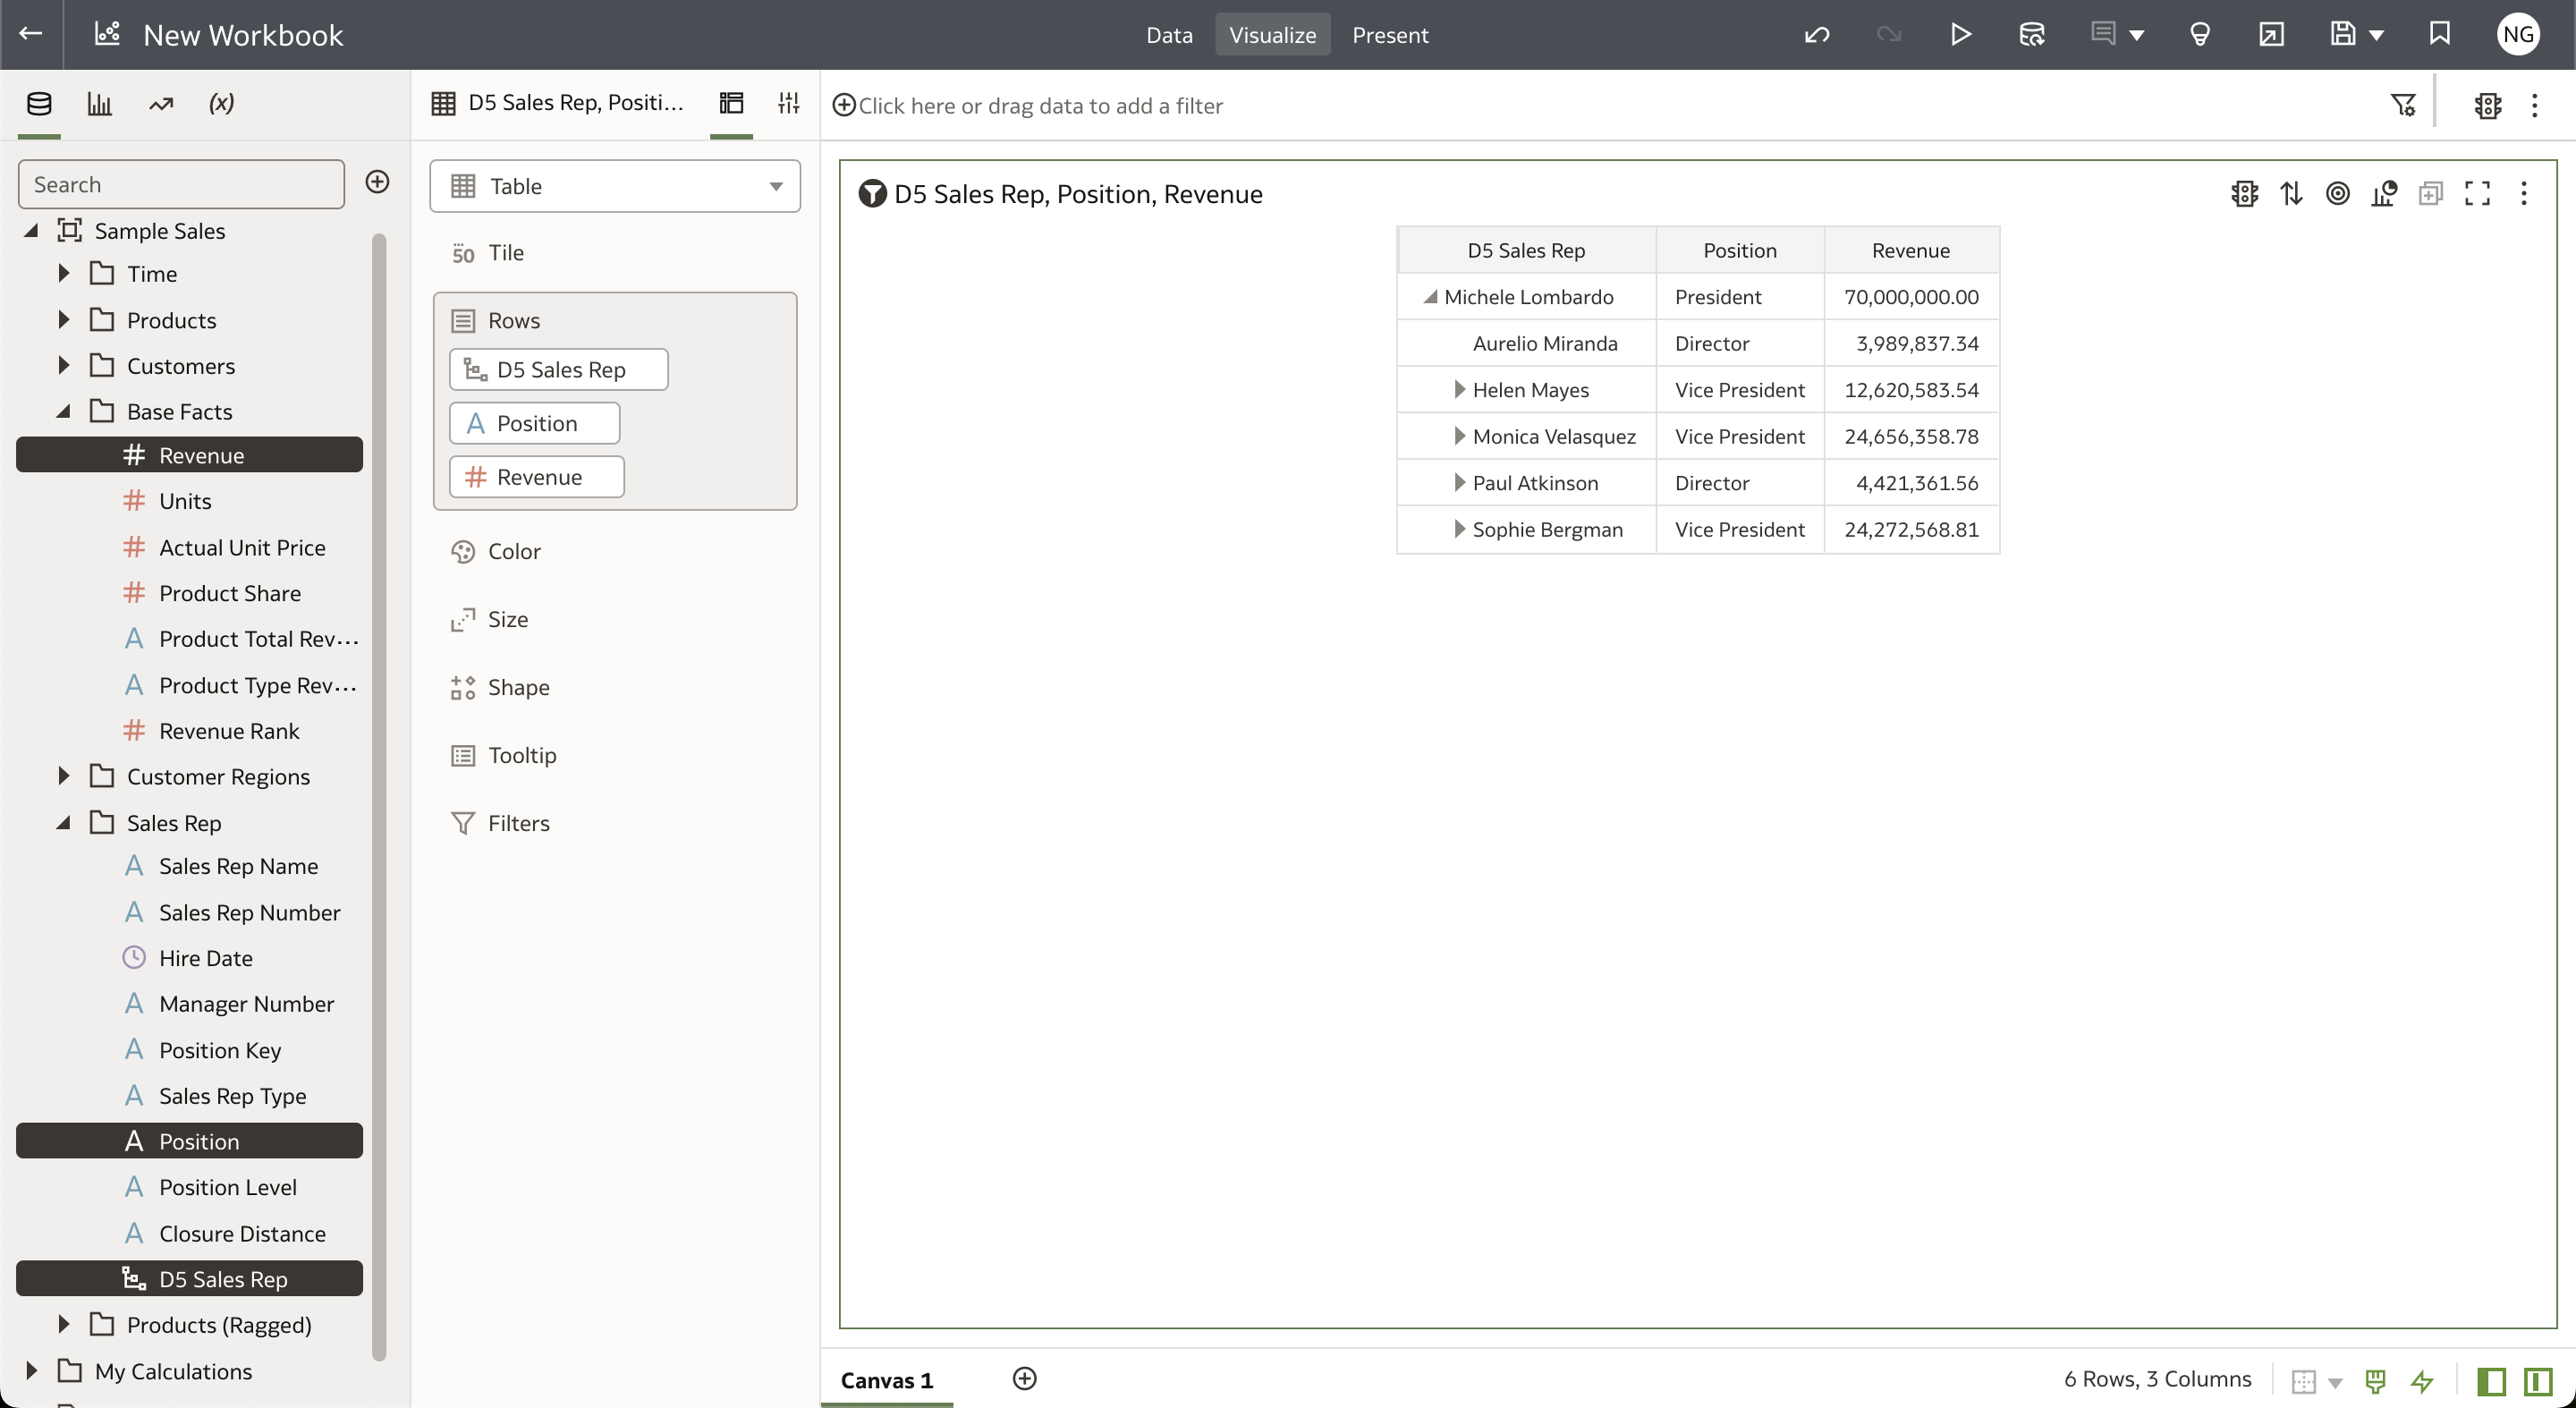 New Workbook
Data Visualize Present
NG
(x)
D5 Sales Rep, Positi...
Click here or drag data to add a filter
Search
Sample Sales
Time
Products
Customers
Base Facts
# Revenue
# Units
# Actual Unit Price
# Product Share
A Product Total Rev...
A Product Type Rev...
# Revenue Rank
Customer Regions
Sales Rep
A Sales Rep Name
A Sales Rep Number
Hire Date
A Manager Number
A Position Key
A Sales Rep Type
A Position
A Position Level
A Closure Distance
D5 Sales Rep
Products (Ragged)
My Calculations
Table
50 Tile
Rows
D5 Sales Rep
A Position
# Revenue
Color
Size
Shape
Tooltip
Filters
D5 Sales Rep, Position, Revenue
D5 Sales Rep Position Revenue
Michele Lombardo President 70,000,000.00
Aurelio Miranda Director 3,989,837.34
Helen Mayes Vice President 12,620,583.54
Monica Velasquez Vice President 24,656,358.78
Paul Atkinson Director 4,421,361.56
Sophie Bergman Vice President 24,272,568.81
Canvas 1
6 Rows, 3 Columns